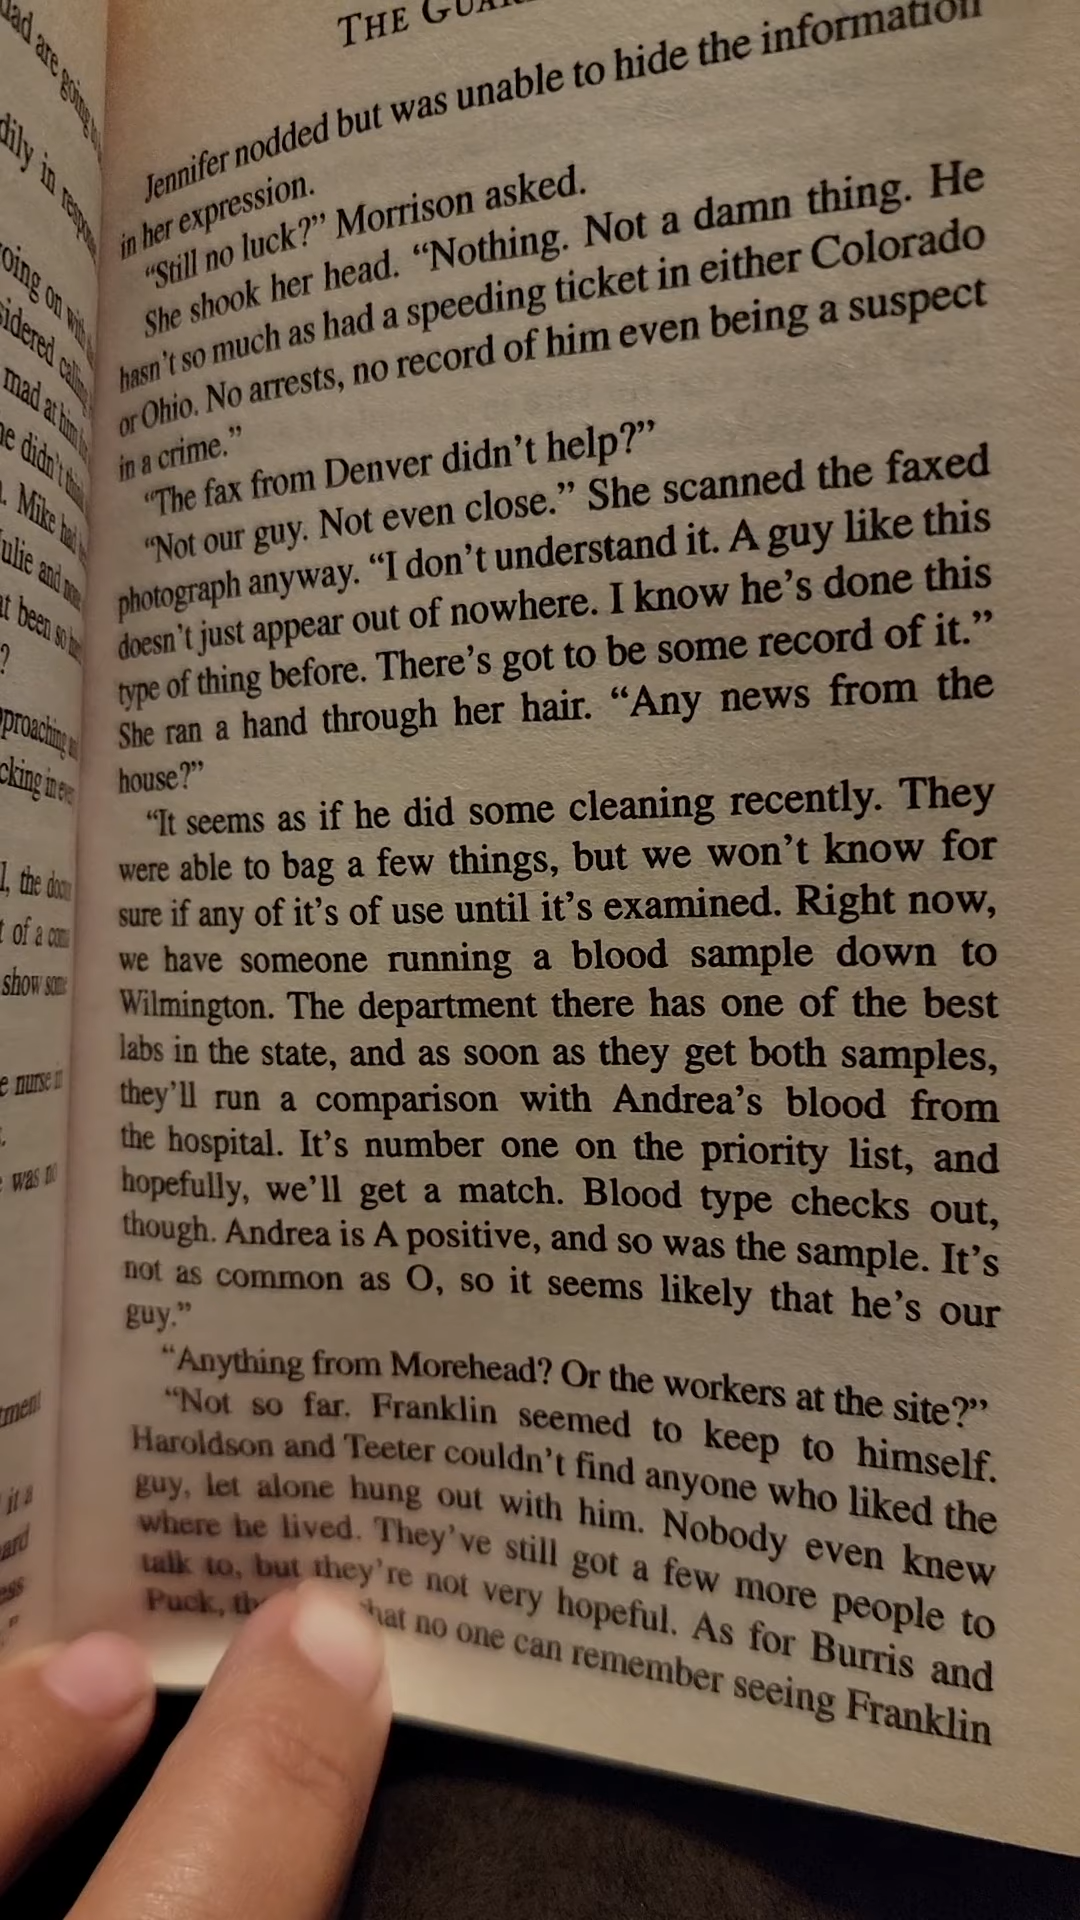 THE
Jennifer nodded but was unable to hide the information
in her expression.
“Still no luck?” Morrison asked.
She shook her head. “Nothing. Not a damn thing. He
hasn’t so much as had a speeding ticket in either Colorado
or Ohio. No arrests, no record of him even being a suspect
in a crime.”
“The fax from Denver didn’t help?”
“Not our guy. Not even close.” She scanned the faxed
photograph anyway. “I don’t understand it. A guy like this
doesn’t just appear out of nowhere. I know he’s done this
type of thing before. There’s got to be some record of it.”
She ran a hand through her hair. “Any news from the
house?”
“It seems as if he did some cleaning recently. They
were able to bag a few things, but we won’t know for
sure if any of it’s of use until it’s examined. Right now,
we have someone running a blood sample down to
Wilmington. The department there has one of the best
labs in the state, and as soon as they get both samples,
they’ll run a comparison with Andrea’s blood from
the hospital. It’s number one on the priority list, and
hopefully, we’ll get a match. Blood type checks out,
though. Andrea is A positive, and so was the sample. It’s
not as common as O, so it seems likely that he’s our
guy.”
“Anything from Morehead? Or the workers at the site?”
“Not so far. Franklin seemed to keep to himself.
Haroldson and Teeter couldn’t find anyone who liked the
guy, let alone hung out with him. Nobody even knew
where he lived. They’ve still got a few more people to
talk to, but they’re not very hopeful. As for Burris and
Puck, no one can remember seeing Franklin